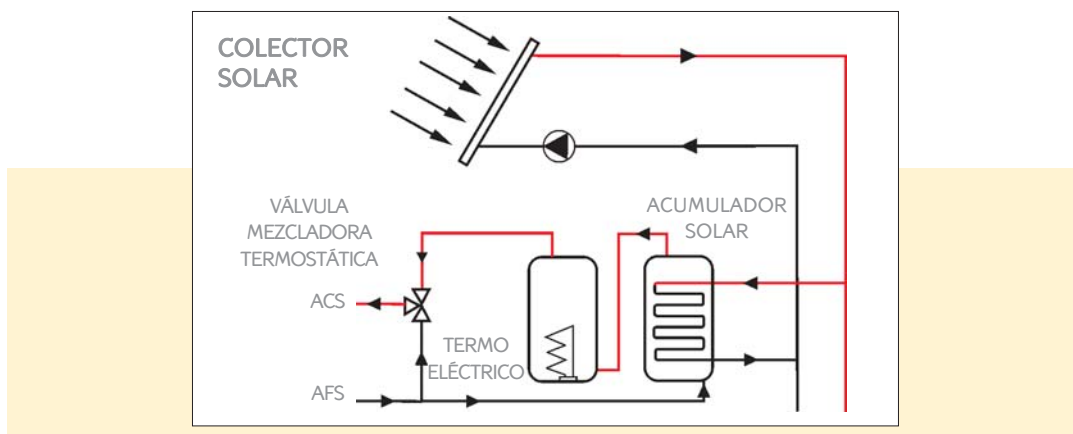 COLECTOR
SOLAR
VÁLVULA
MEZCLADORA
TERMOSTÁTICA
ACUMULADOR
SOLAR
ACS
TERMO
ELÉCTRICO
AFS